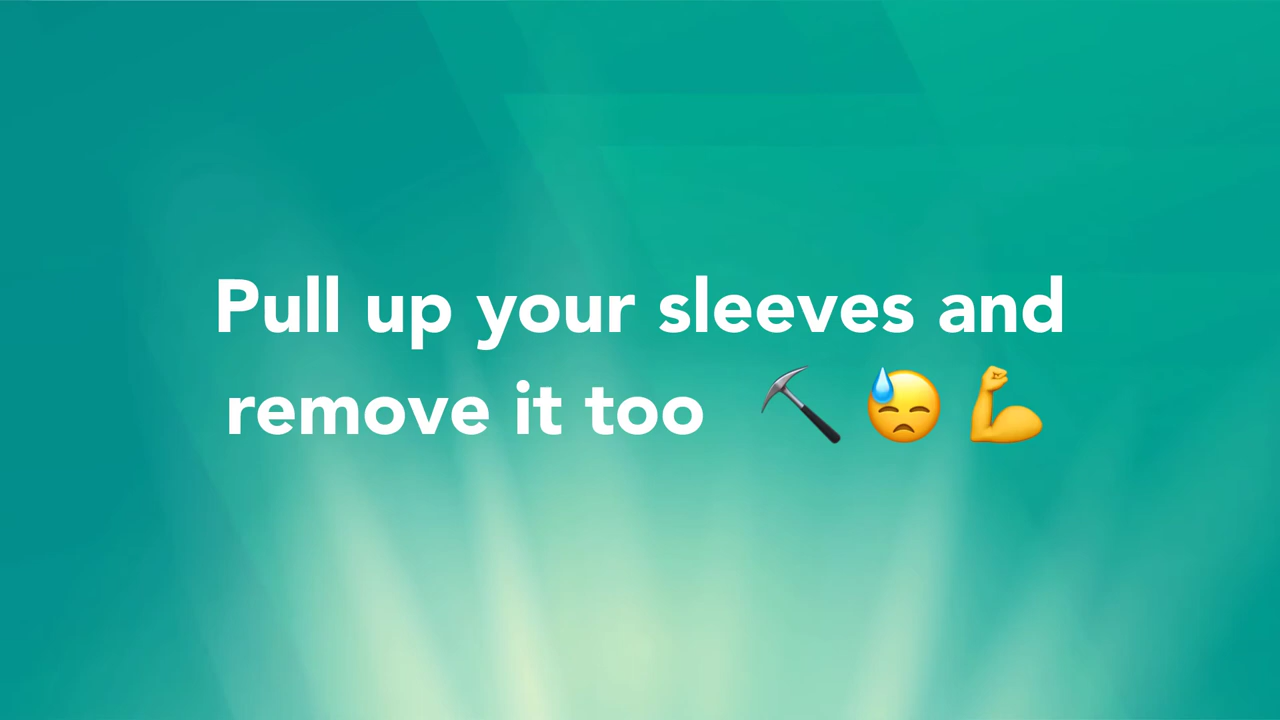 Pull up your sleeves and
remove it too ⛏️ 😓 💪